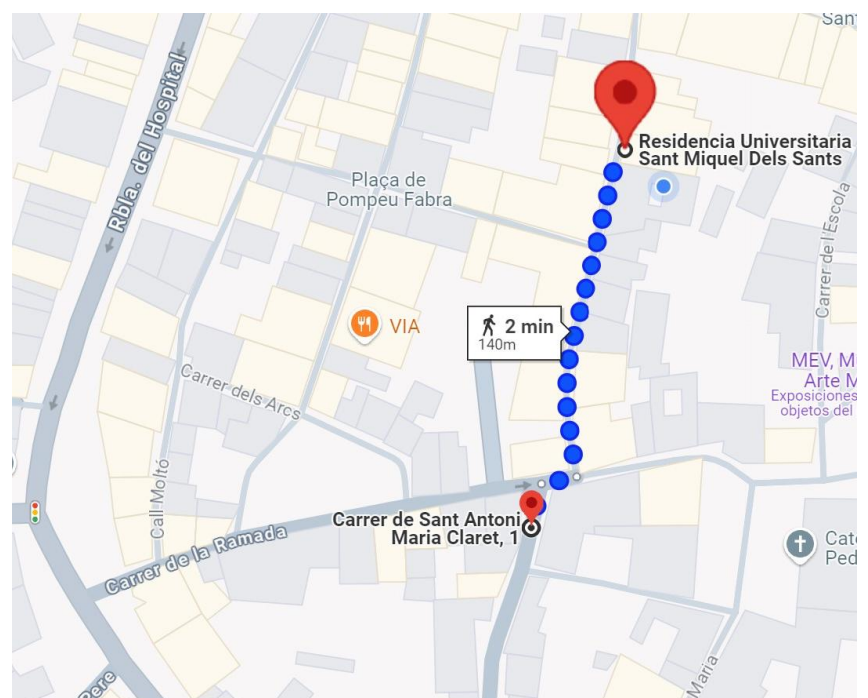 Sant
Rbla. del Hospital
Residencia Universitaria
Sant Miquel Dels Sants
Plaça de
Pompeu Fabra
Carrer de l'Escola
2 min
140m
VIA
MEV, M
Arte M
Exposiciones
objetos del
Carrer dels Arcs
Call Moltó
Carrer de Sant Antoni
Maria Claret, 1
Carrer de la Ramada
Cate
Ped
Maria
Pere